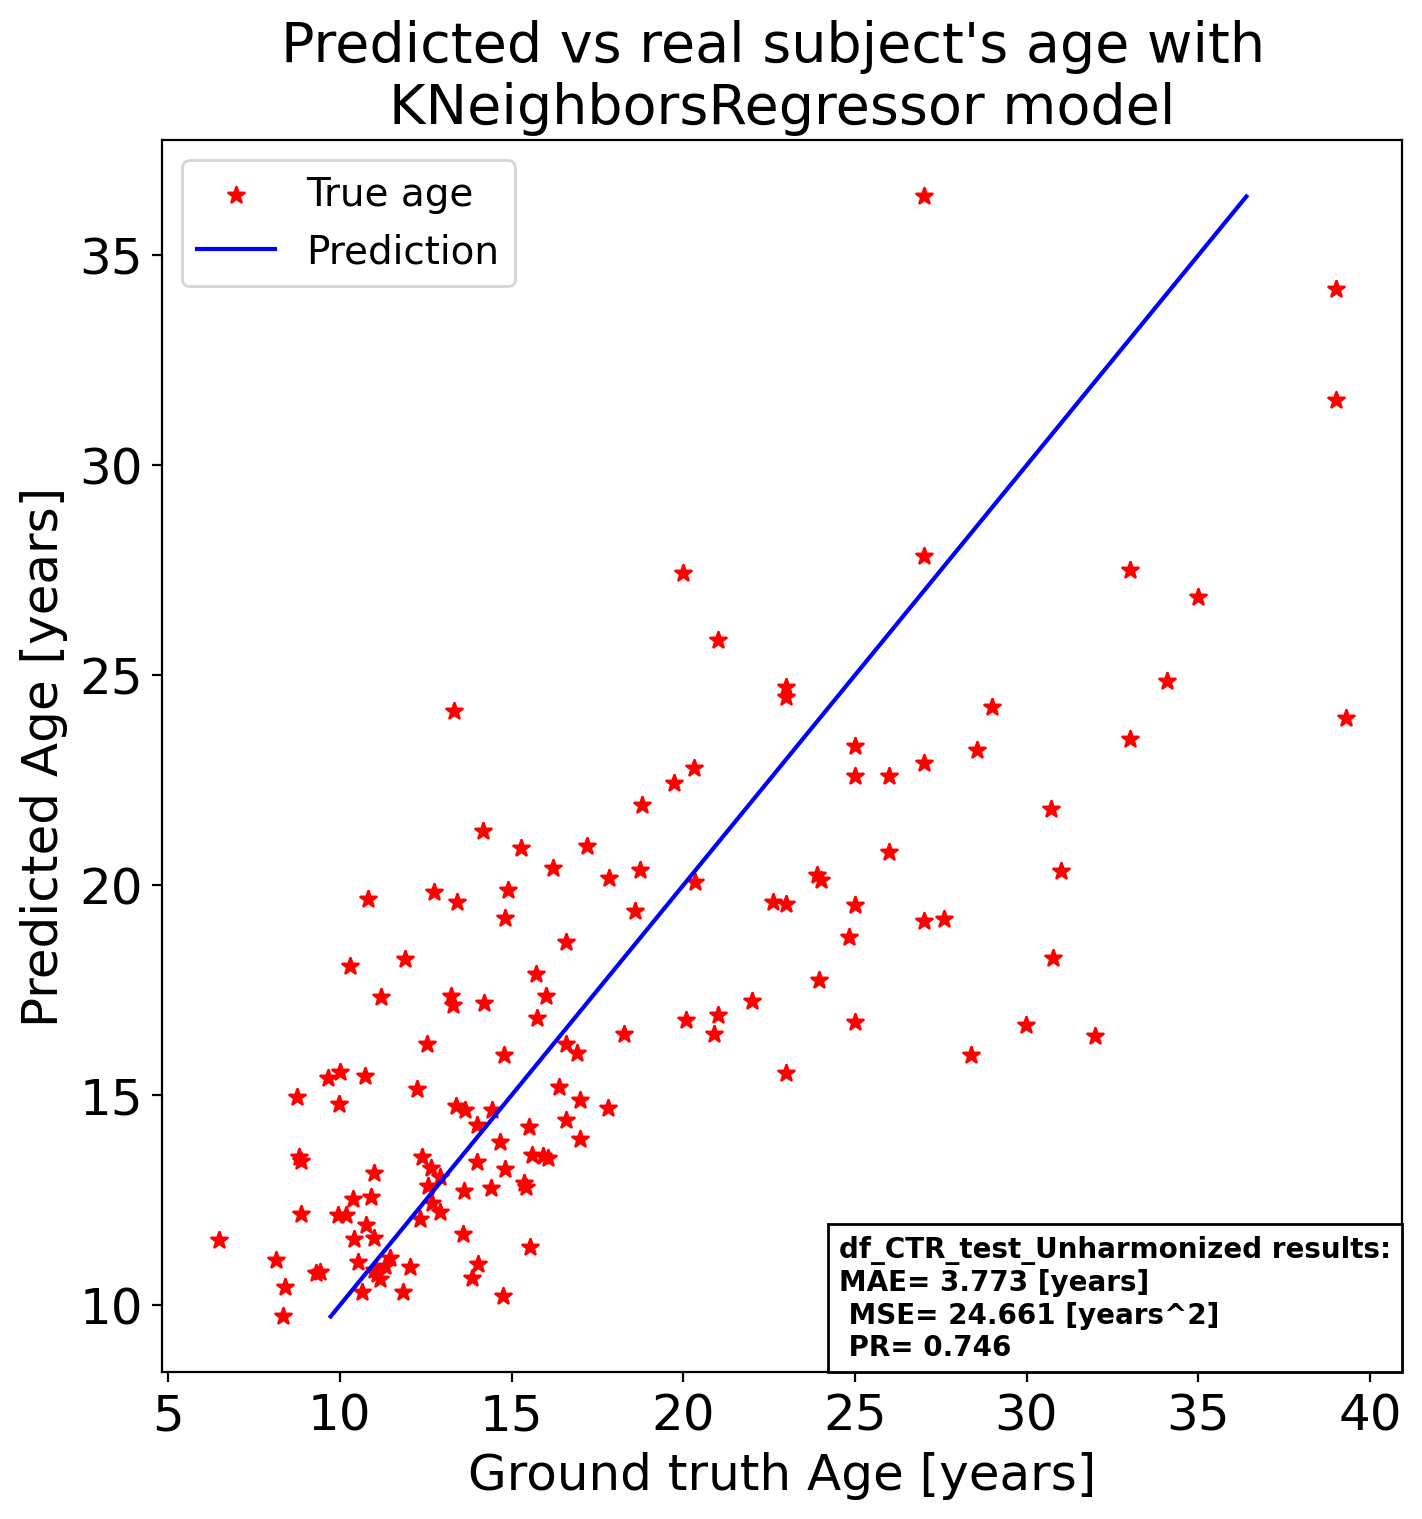 Predicted vs real subject's age with
KNeighborsRegressor model
True age
Prediction
Predicted Age [years]
35
30
25
20
15
10
df_CTR_test_Unharmonized results:
MAE= 3.773 [years]
MSE= 24.661 [years^2]
PR= 0.746
5 10 15 20 25 30 35 40
Ground truth Age [years]